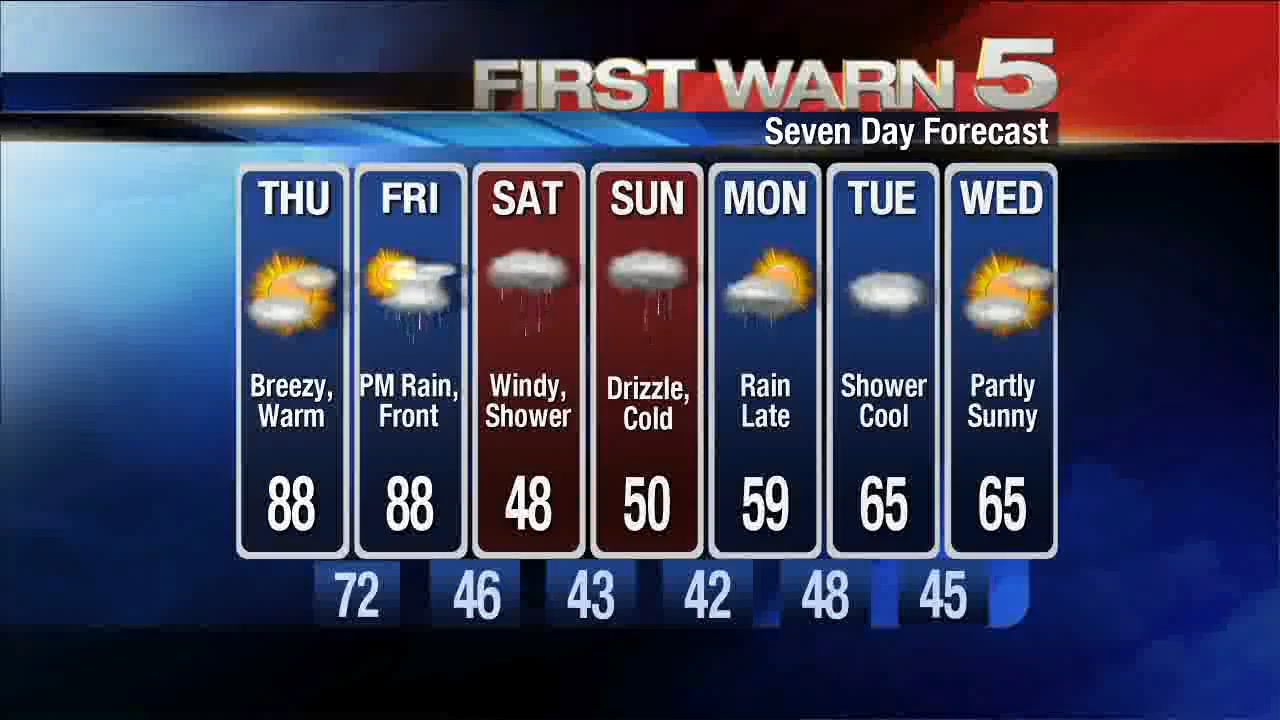 FIRST WARN 5
Seven Day Forecast
THU FRI SAT SUN MON TUE WED
Breezy, PM Rain, Windy, Drizzle, Rain Shower Partly
Warm Front Shower Cold Late Cool Sunny
88 88 48 50 59 65 65
72 46 43 42 48 45